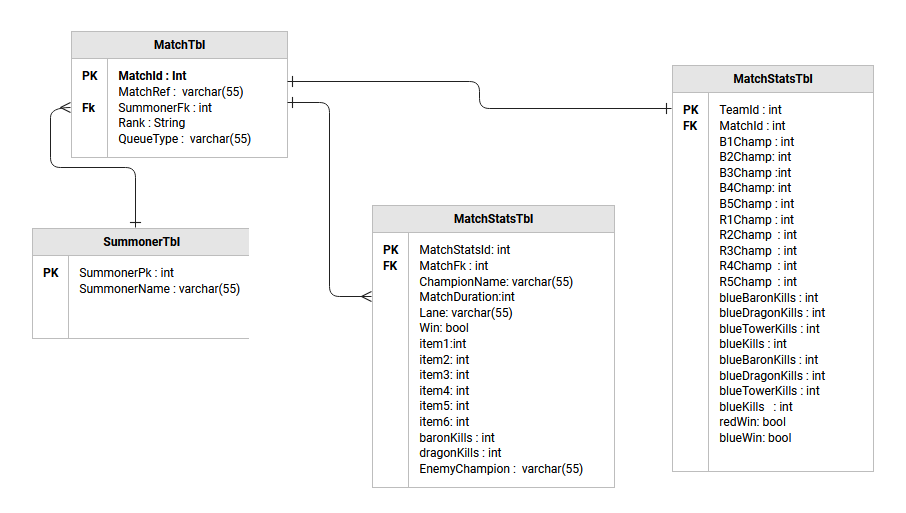 MatchTbl
PK MatchId : Int
MatchRef : varchar(55)
Fk SummonerFk : int
Rank : String
QueueType : varchar(55)
SummonerTbl
PK SummonerPk : int
SummonerName : varchar(55)
MatchStatsTbl
PK MatchStatsId: int
FK MatchFk : int
ChampionName: varchar(55)
MatchDuration:int
Lane: varchar(55)
Win: bool
item1:int
item2: int
item3: int
item4: int
item5: int
item6: int
baronKills : int
dragonKills : int
EnemyChampion : varchar(55)
MatchStatsTbl
PK TeamId : int
FK MatchId : int
B1Champ : int
B2Champ: int
B3Champ :int
B4Champ: int
B5Champ : int
R1Champ : int
R2Champ : int
R3Champ : int
R4Champ : int
R5Champ : int
blueBaronKills : int
blueDragonKills : int
blueTowerKills : int
blueKills : int
blueBaronKills : int
blueDragonKills : int
blueTowerKills : int
blueKills : int
redWin: bool
blueWin: bool